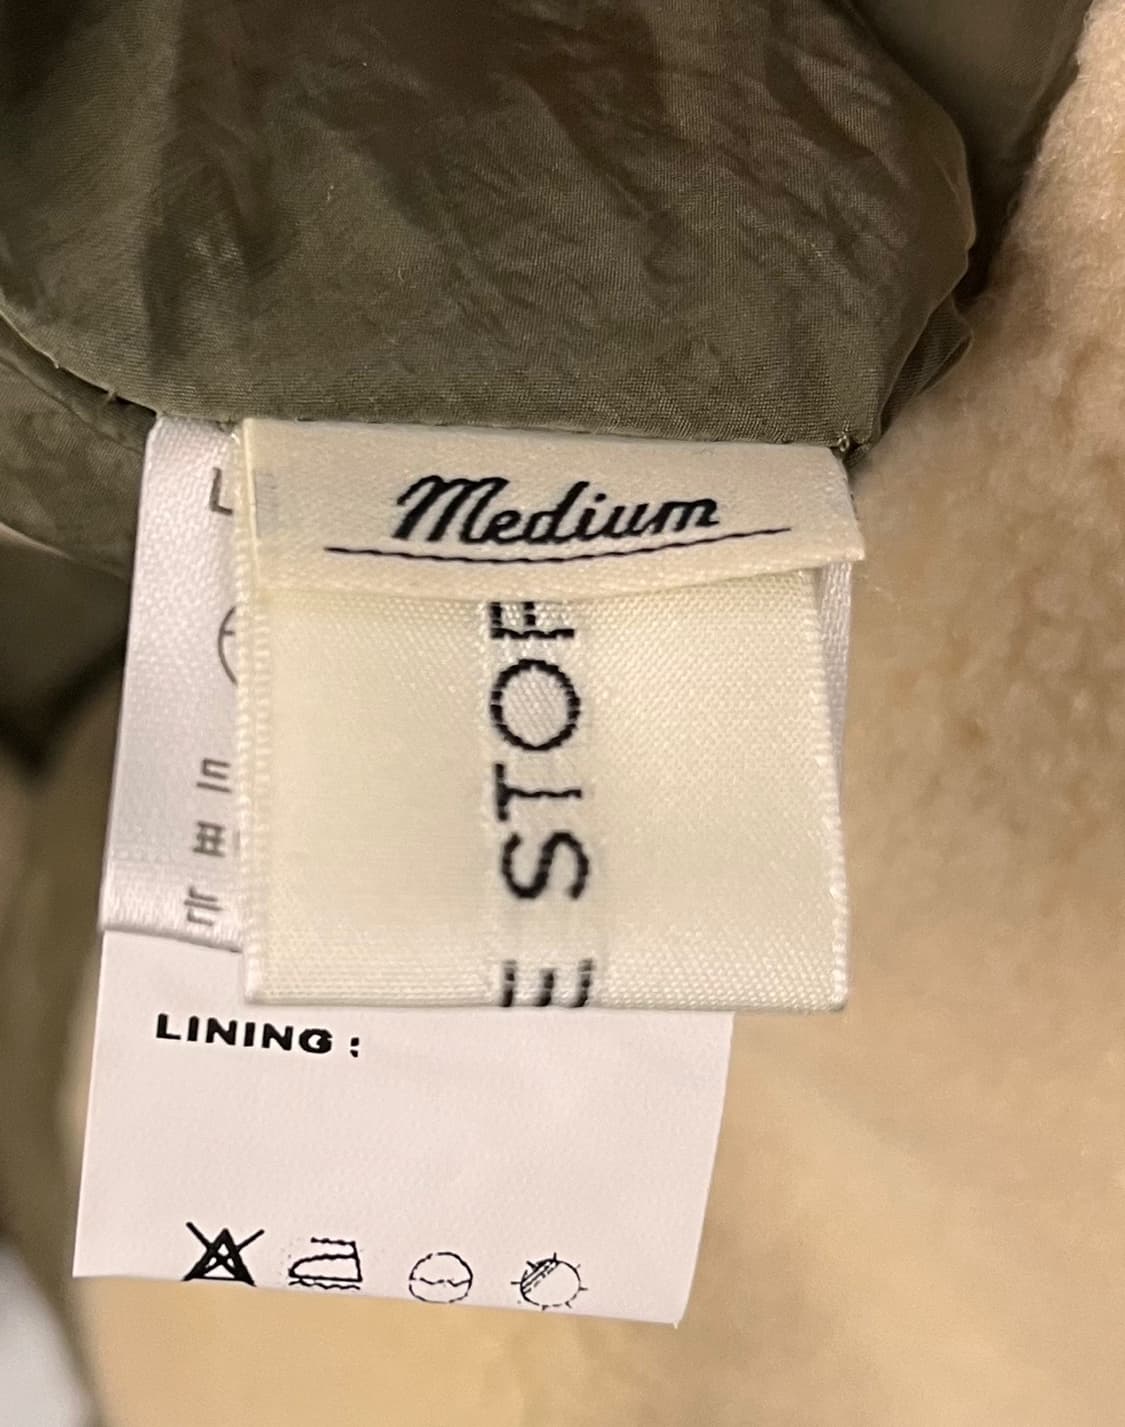 Medium
E STOF
LINING :